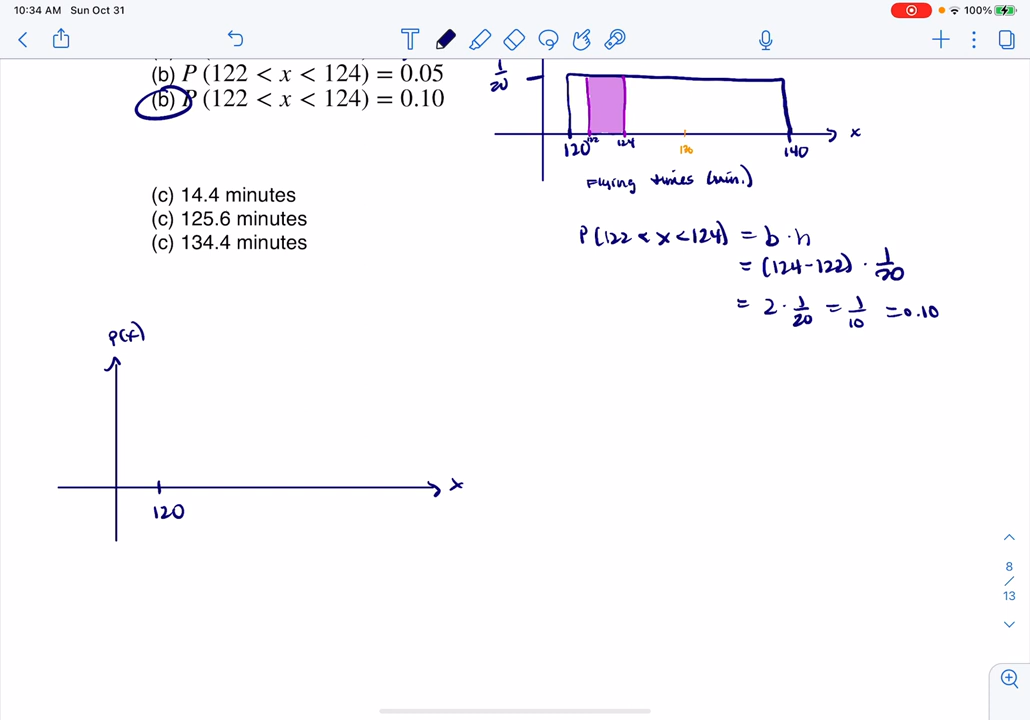 10:34 AM Sun Oct 31
100%
(b) P (122 < x < 124) = 0.05
(b) P (122 < x < 124) = 0.10
(c) 14.4 minutes
(c) 125.6 minutes
(c) 134.4 minutes
1/20
x
120 122 124 130 140
Flying times (min.)
P(122 < x < 124) = b · h
= (124-122) · 1/20
= 2 · 1/20 = 1/10 = 0.10
P(x)
x
120
8
/
13